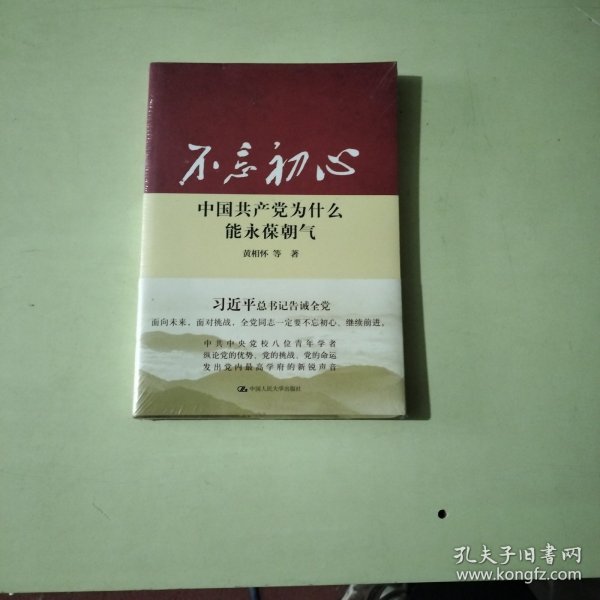 不忘初心
中国共产党为什么
能永葆朝气
黄相怀 等 著
习近平总书记告诫全党
面向未来，面对挑战，全党同志一定要不忘初心、继续前进。
中共中央党校八位青年学者
纵论党的优势、党的挑战、党的命运
发出党内最高学府的新锐声音
中国人民大学出版社
孔夫子旧书网
www.kongfz.com